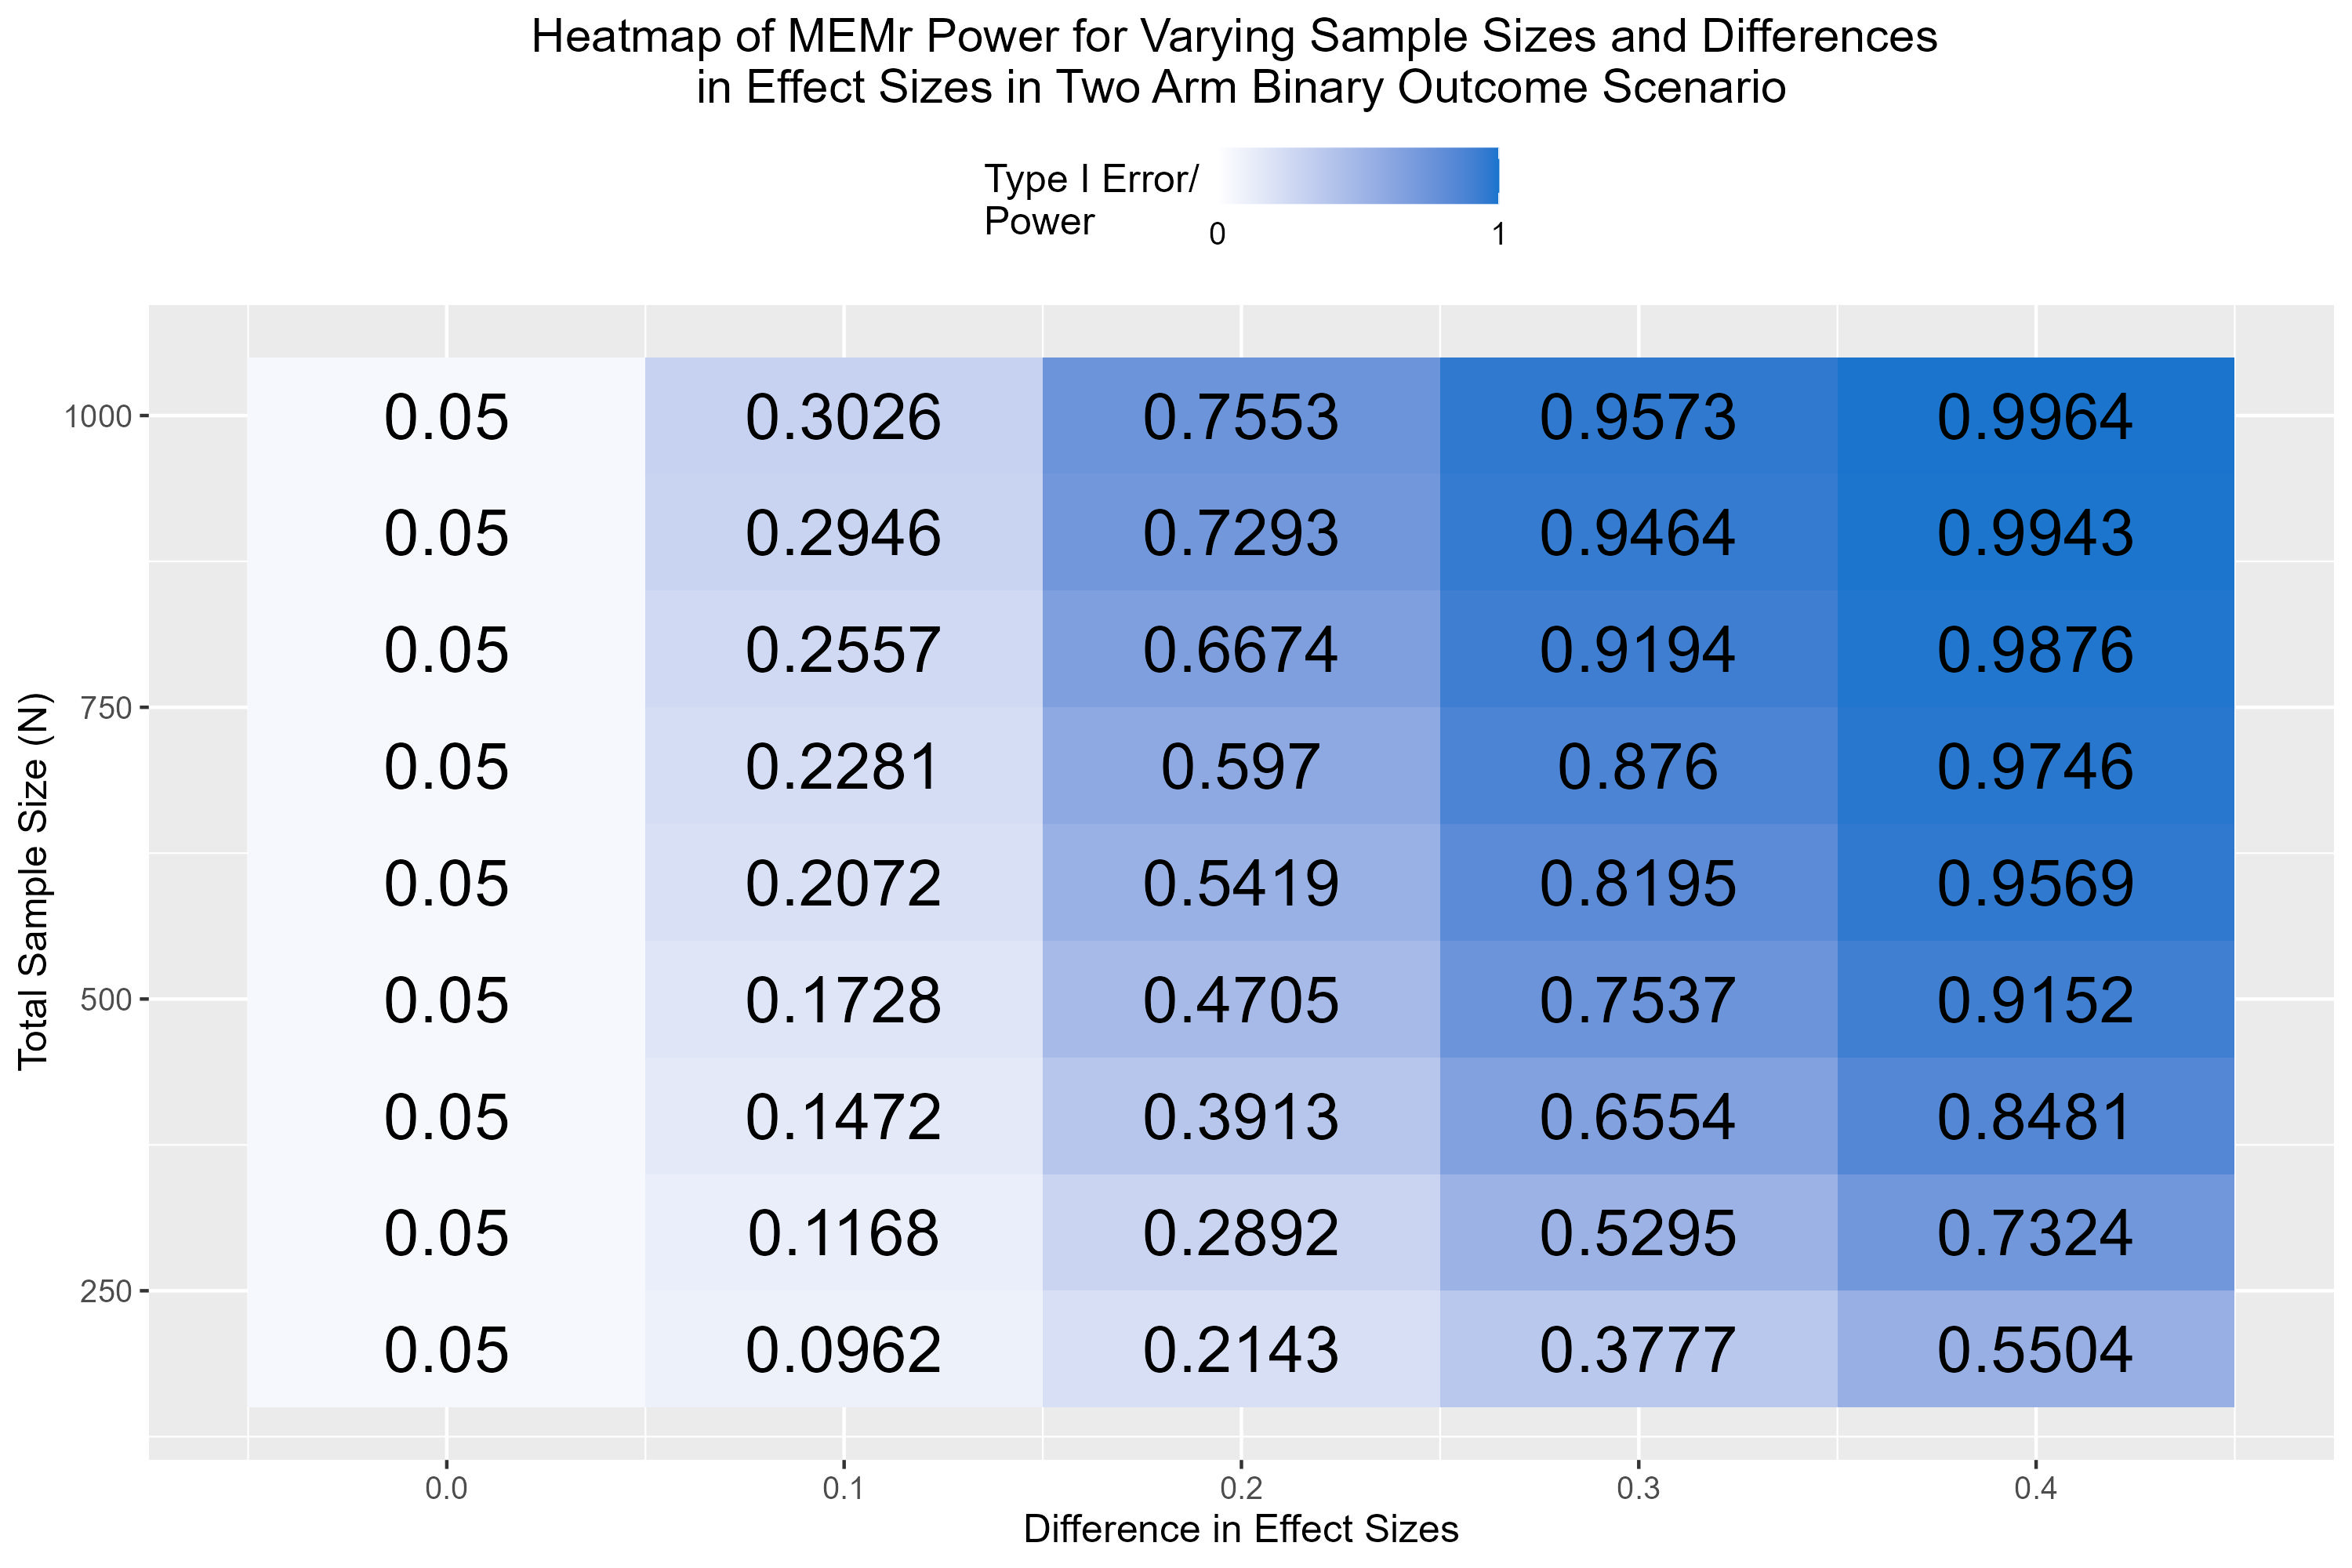 Heatmap of MEMr Power for Varying Sample Sizes and Differences
in Effect Sizes in Two Arm Binary Outcome Scenario
Type I Error/
Power
0 1
Total Sample Size (N)
1000 0.05 0.3026 0.7553 0.9573 0.9964
0.05 0.2946 0.7293 0.9464 0.9943
0.05 0.2557 0.6674 0.9194 0.9876
750
0.05 0.2281 0.597 0.876 0.9746
0.05 0.2072 0.5419 0.8195 0.9569
500 0.05 0.1728 0.4705 0.7537 0.9152
0.05 0.1472 0.3913 0.6554 0.8481
0.05 0.1168 0.2892 0.5295 0.7324
250
0.05 0.0962 0.2143 0.3777 0.5504
0.0 0.1 0.2 0.3 0.4
Difference in Effect Sizes